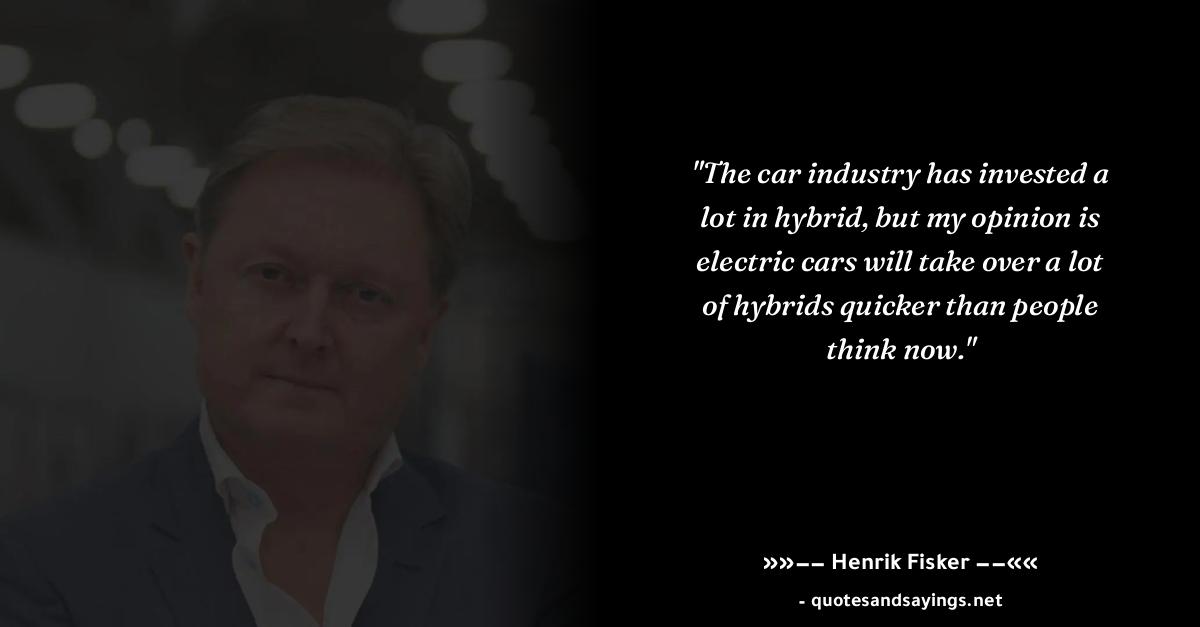 "The car industry has invested a
lot in hybrid, but my opinion is
electric cars will take over a lot
of hybrids quicker than people
think now."
»»–– Henrik Fisker ––««
- quotesandsayings.net